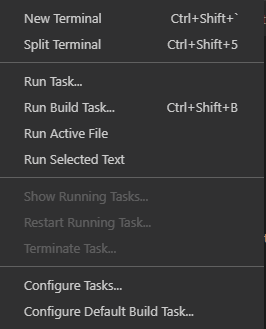 New Terminal Ctrl+Shift+`
Split Terminal Ctrl+Shift+5
Run Task...
Run Build Task... Ctrl+Shift+B
Run Active File
Run Selected Text
Show Running Tasks...
Restart Running Task...
Terminate Task...
Configure Tasks...
Configure Default Build Task...